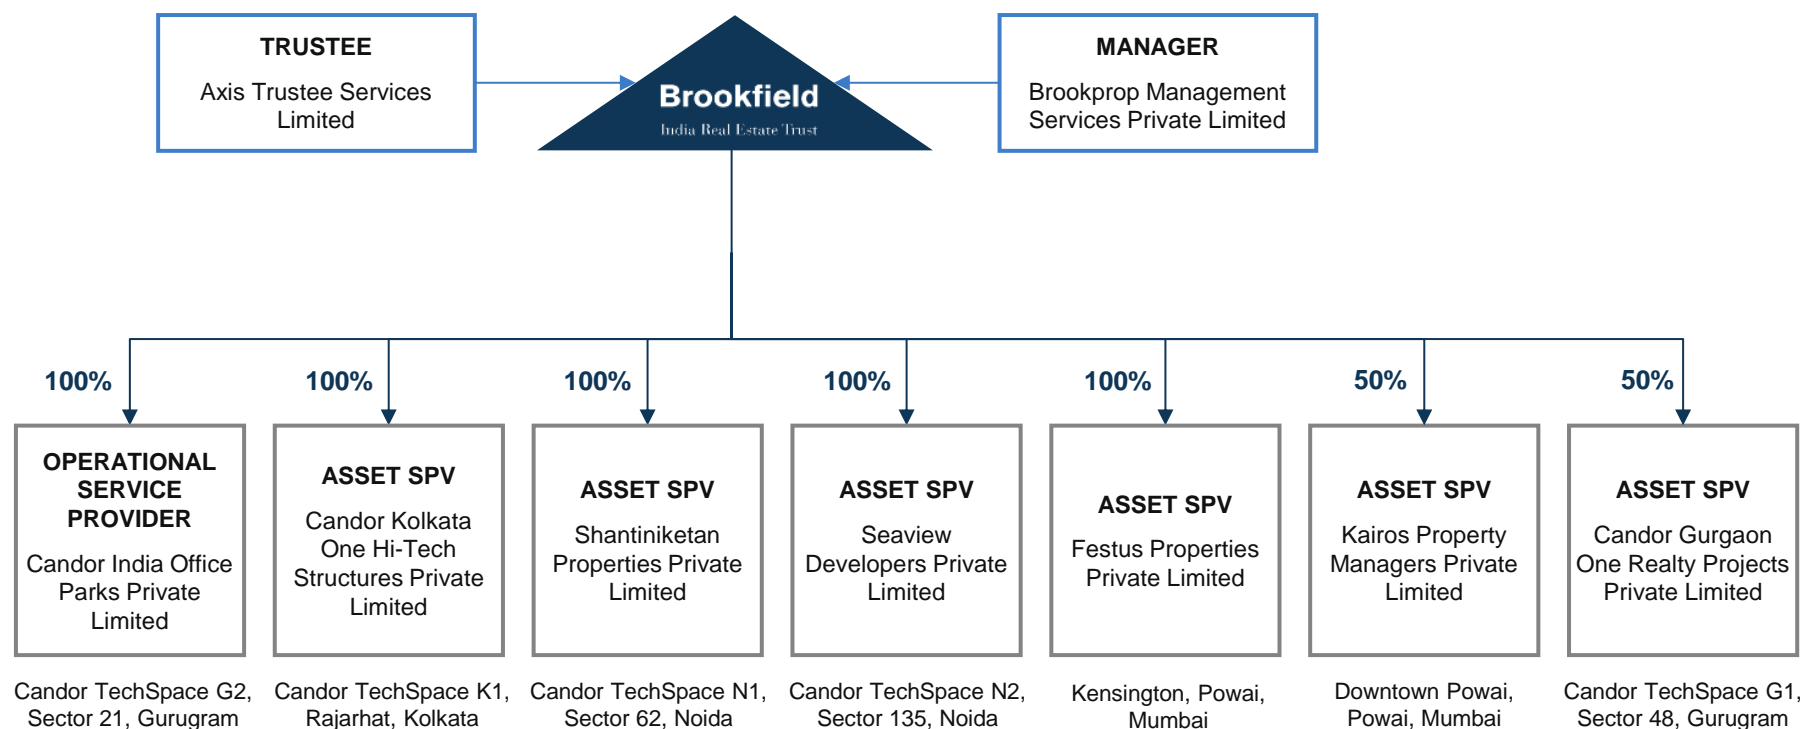 TRUSTEE
Axis Trustee Services
Limited
Brookfield
India Real Estate Trust
MANAGER
Brookprop Management
Services Private Limited
100%
100%
100%
100%
100%
50%
50%
OPERATIONAL
SERVICE
PROVIDER
Candor India Office
Parks Private
Limited
ASSET SPV
Candor Kolkata
One Hi-Tech
Structures Private
Limited
ASSET SPV
Shantiniketan
Properties Private
Limited
ASSET SPV
Seaview
Developers Private
Limited
ASSET SPV
Festus Properties
Private Limited
ASSET SPV
Kairos Property
Managers Private
Limited
ASSET SPV
Candor Gurgaon
One Realty Projects
Private Limited
Candor TechSpace G2,
Sector 21, Gurugram
Candor TechSpace K1,
Rajarhat, Kolkata
Candor TechSpace N1,
Sector 62, Noida
Candor TechSpace N2,
Sector 135, Noida
Kensington, Powai,
Mumbai
Downtown Powai,
Powai, Mumbai
Candor TechSpace G1,
Sector 48, Gurugram